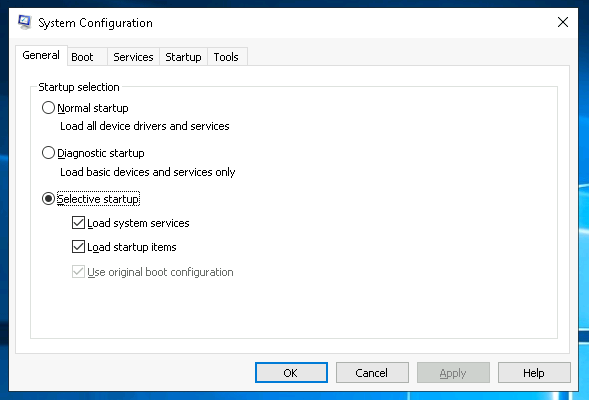 System Configuration
General Boot Services Startup Tools
Startup selection
Normal startup
Load all device drivers and services
Diagnostic startup
Load basic devices and services only
Selective startup
Load system services
Load startup items
Use original boot configuration
OK Cancel Apply Help